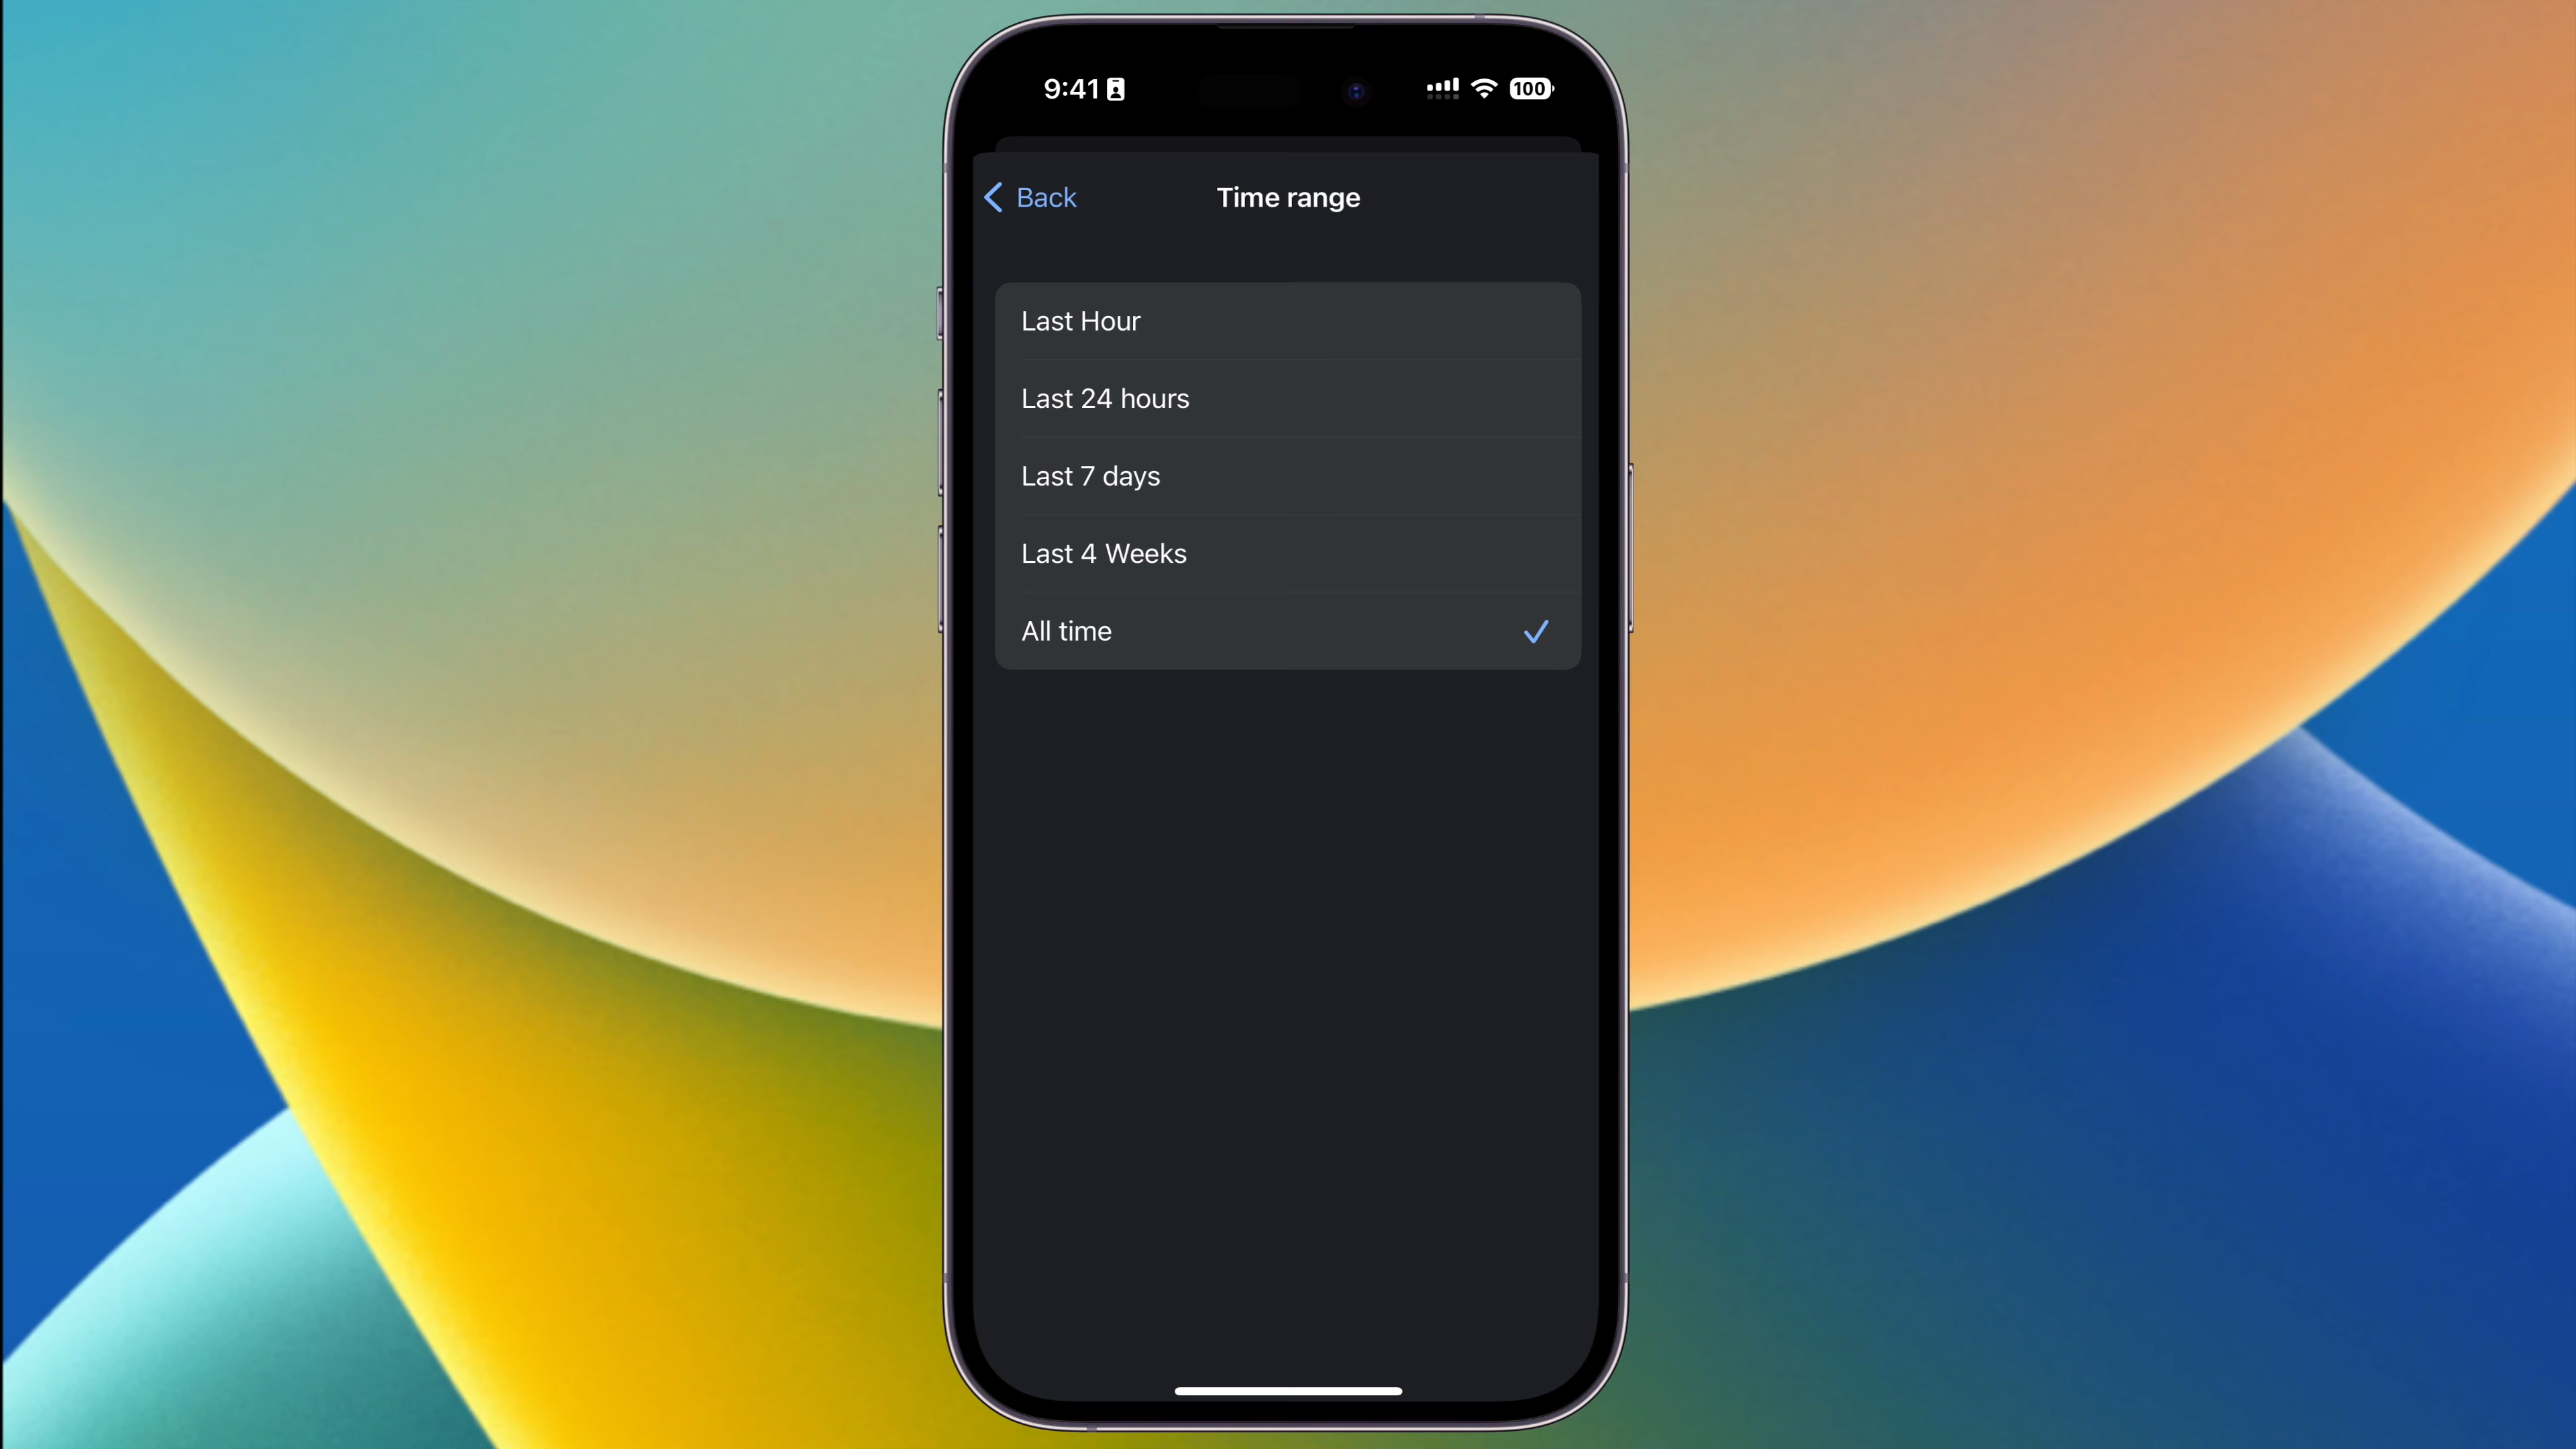 9:41
100
Back
Time range
Last Hour
Last 24 hours
Last 7 days
Last 4 Weeks
All time